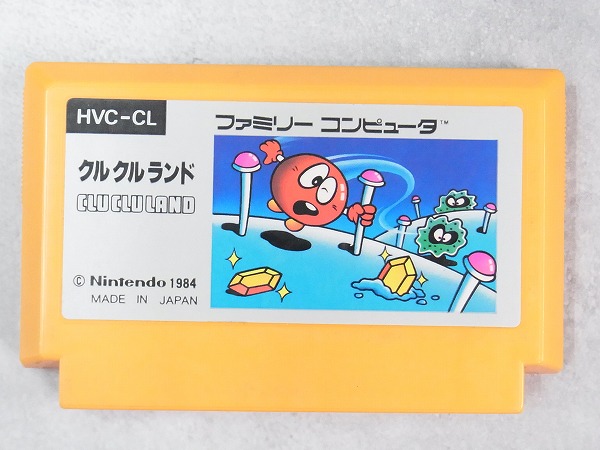 HVC-CL
ファミリー コンピュータ™
クルクルランド
CLU CLU LAND
© Nintendo 1984
MADE IN JAPAN